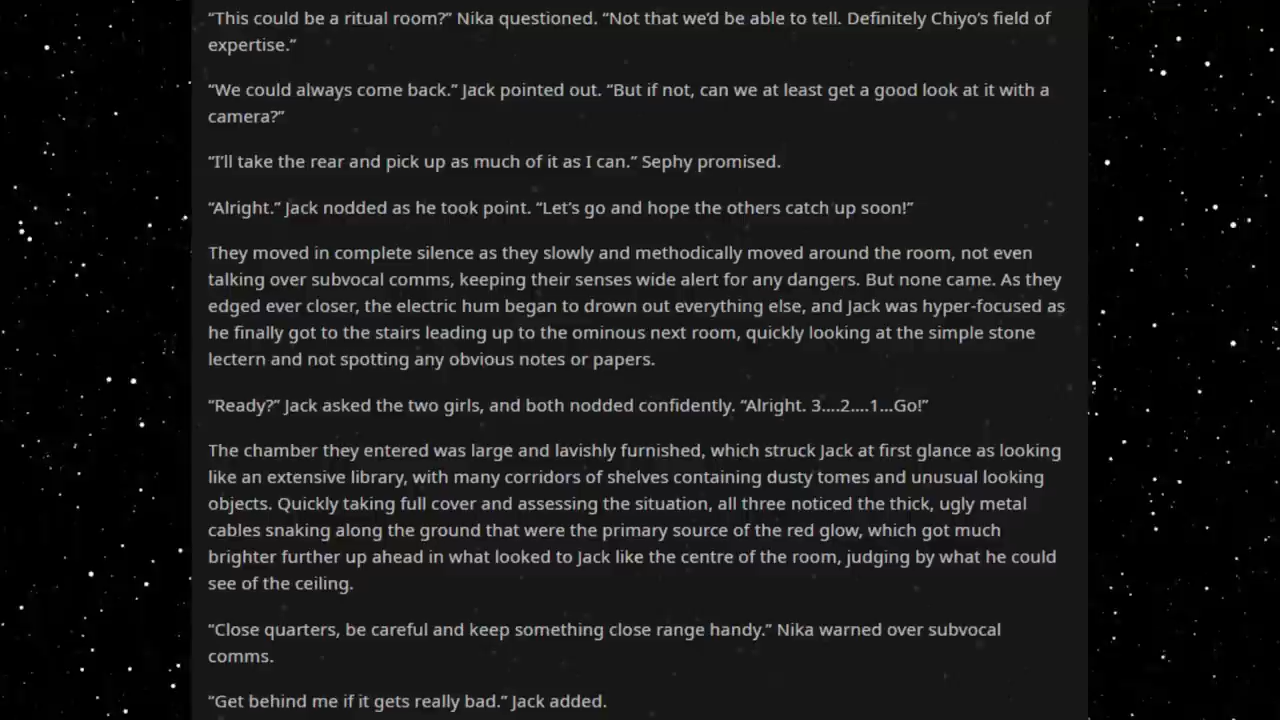 “This could be a ritual room?” Nika questioned. “Not that we’d be able to tell. Definitely Chiyo’s field of
expertise.”
“We could always come back.” Jack pointed out. “But if not, can we at least get a good look at it with a
camera?”
“I’ll take the rear and pick up as much of it as I can.” Sephy promised.
“Alright.” Jack nodded as he took point. “Let’s go and hope the others catch up soon!”
They moved in complete silence as they slowly and methodically moved around the room, not even
talking over subvocal comms, keeping their senses wide alert for any dangers. But none came. As they
edged ever closer, the electric hum began to drown out everything else, and Jack was hyper-focused as
he finally got to the stairs leading up to the ominous next room, quickly looking at the simple stone
lectern and not spotting any obvious notes or papers.
“Ready?” Jack asked the two girls, and both nodded confidently. “Alright. 3....2....1...Go!”
The chamber they entered was large and lavishly furnished, which struck Jack at first glance as looking
like an extensive library, with many corridors of shelves containing dusty tomes and unusual looking
objects. Quickly taking full cover and assessing the situation, all three noticed the thick, ugly metal
cables snaking along the ground that were the primary source of the red glow, which got much
brighter further up ahead in what looked to Jack like the centre of the room, judging by what he could
see of the ceiling.
“Close quarters, be careful and keep something close range handy.” Nika warned over subvocal
comms.
“Get behind me if it gets really bad.” Jack added.